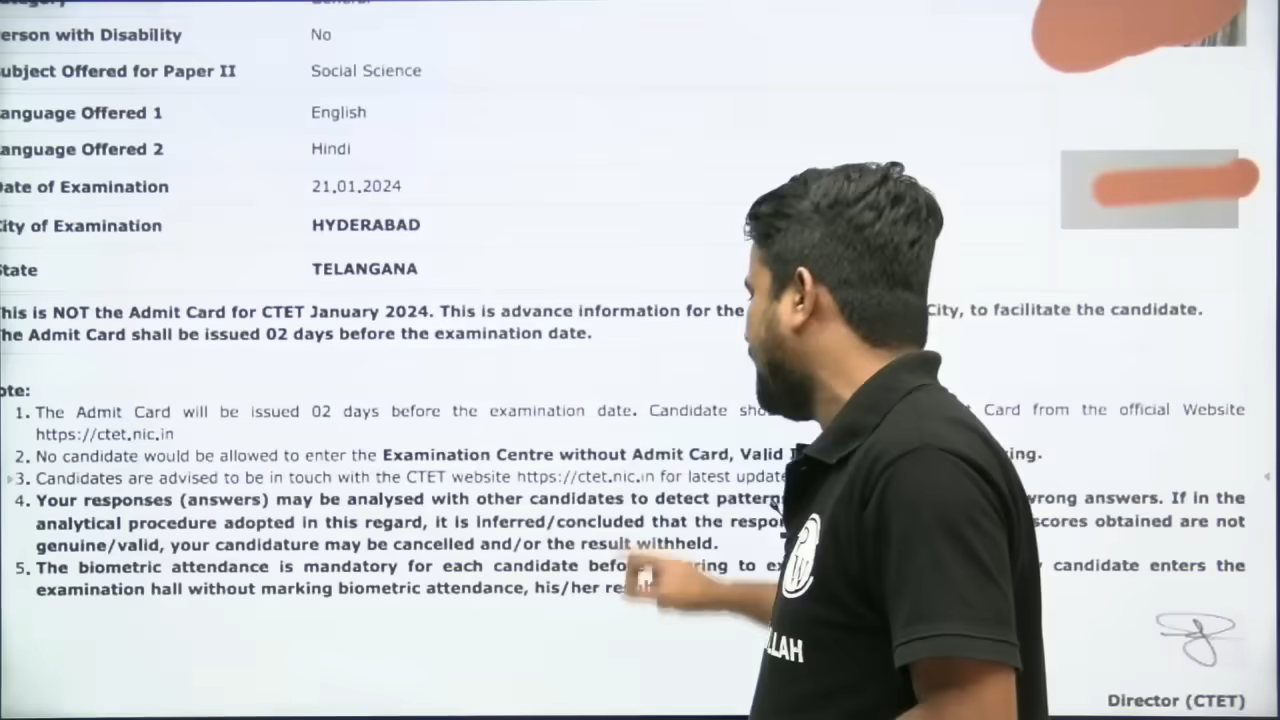 General
erson with Disability No
ubject Offered for Paper II Social Science
anguage Offered 1 English
anguage Offered 2 Hindi
ate of Examination 21.01.2024
ity of Examination HYDERABAD
tate TELANGANA
his is NOT the Admit Card for CTET January 2024. This is advance information for the City, to facilitate the candidate.
he Admit Card shall be issued 02 days before the examination date.
ote:
1. The Admit Card will be issued 02 days before the examination date. Candidate sho Card from the official Website
https://ctet.nic.in
2. No candidate would be allowed to enter the Examination Centre without Admit Card, Valid ing.
3. Candidates are advised to be in touch with the CTET website https://ctet.nic.in for latest update
4. Your responses (answers) may be analysed with other candidates to detect pattern wrong answers. If in the
analytical procedure adopted in this regard, it is inferred/concluded that the respo scores obtained are not
genuine/valid, your candidature may be cancelled and/or the result withheld.
5. The biometric attendance is mandatory for each candidate befo ring to ex candidate enters the
examination hall without marking biometric attendance, his/her res
LLAH
Director (CTET)